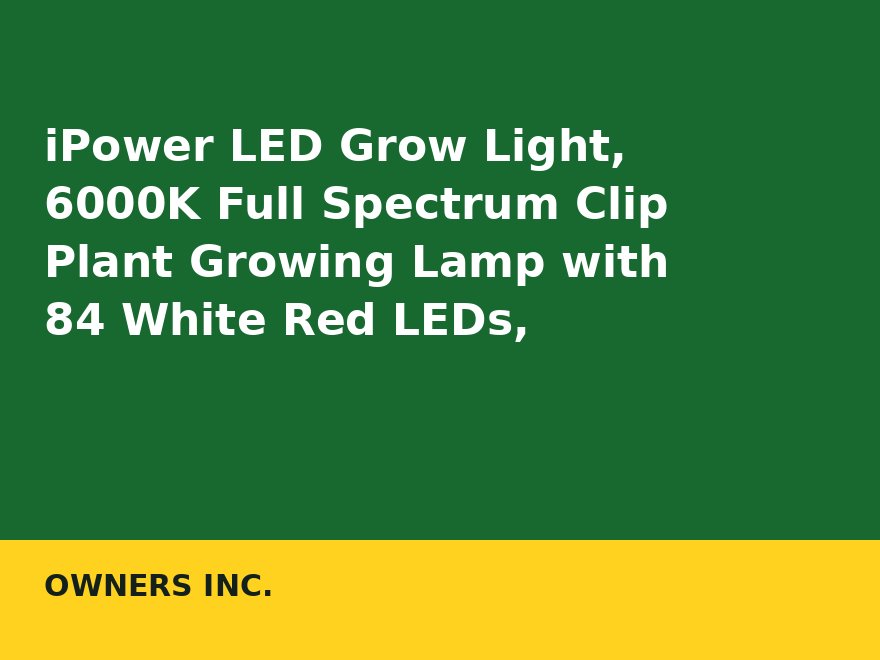 iPower LED Grow Light,
6000K Full Spectrum Clip
Plant Growing Lamp with
84 White Red LEDs,
OWNERS INC.